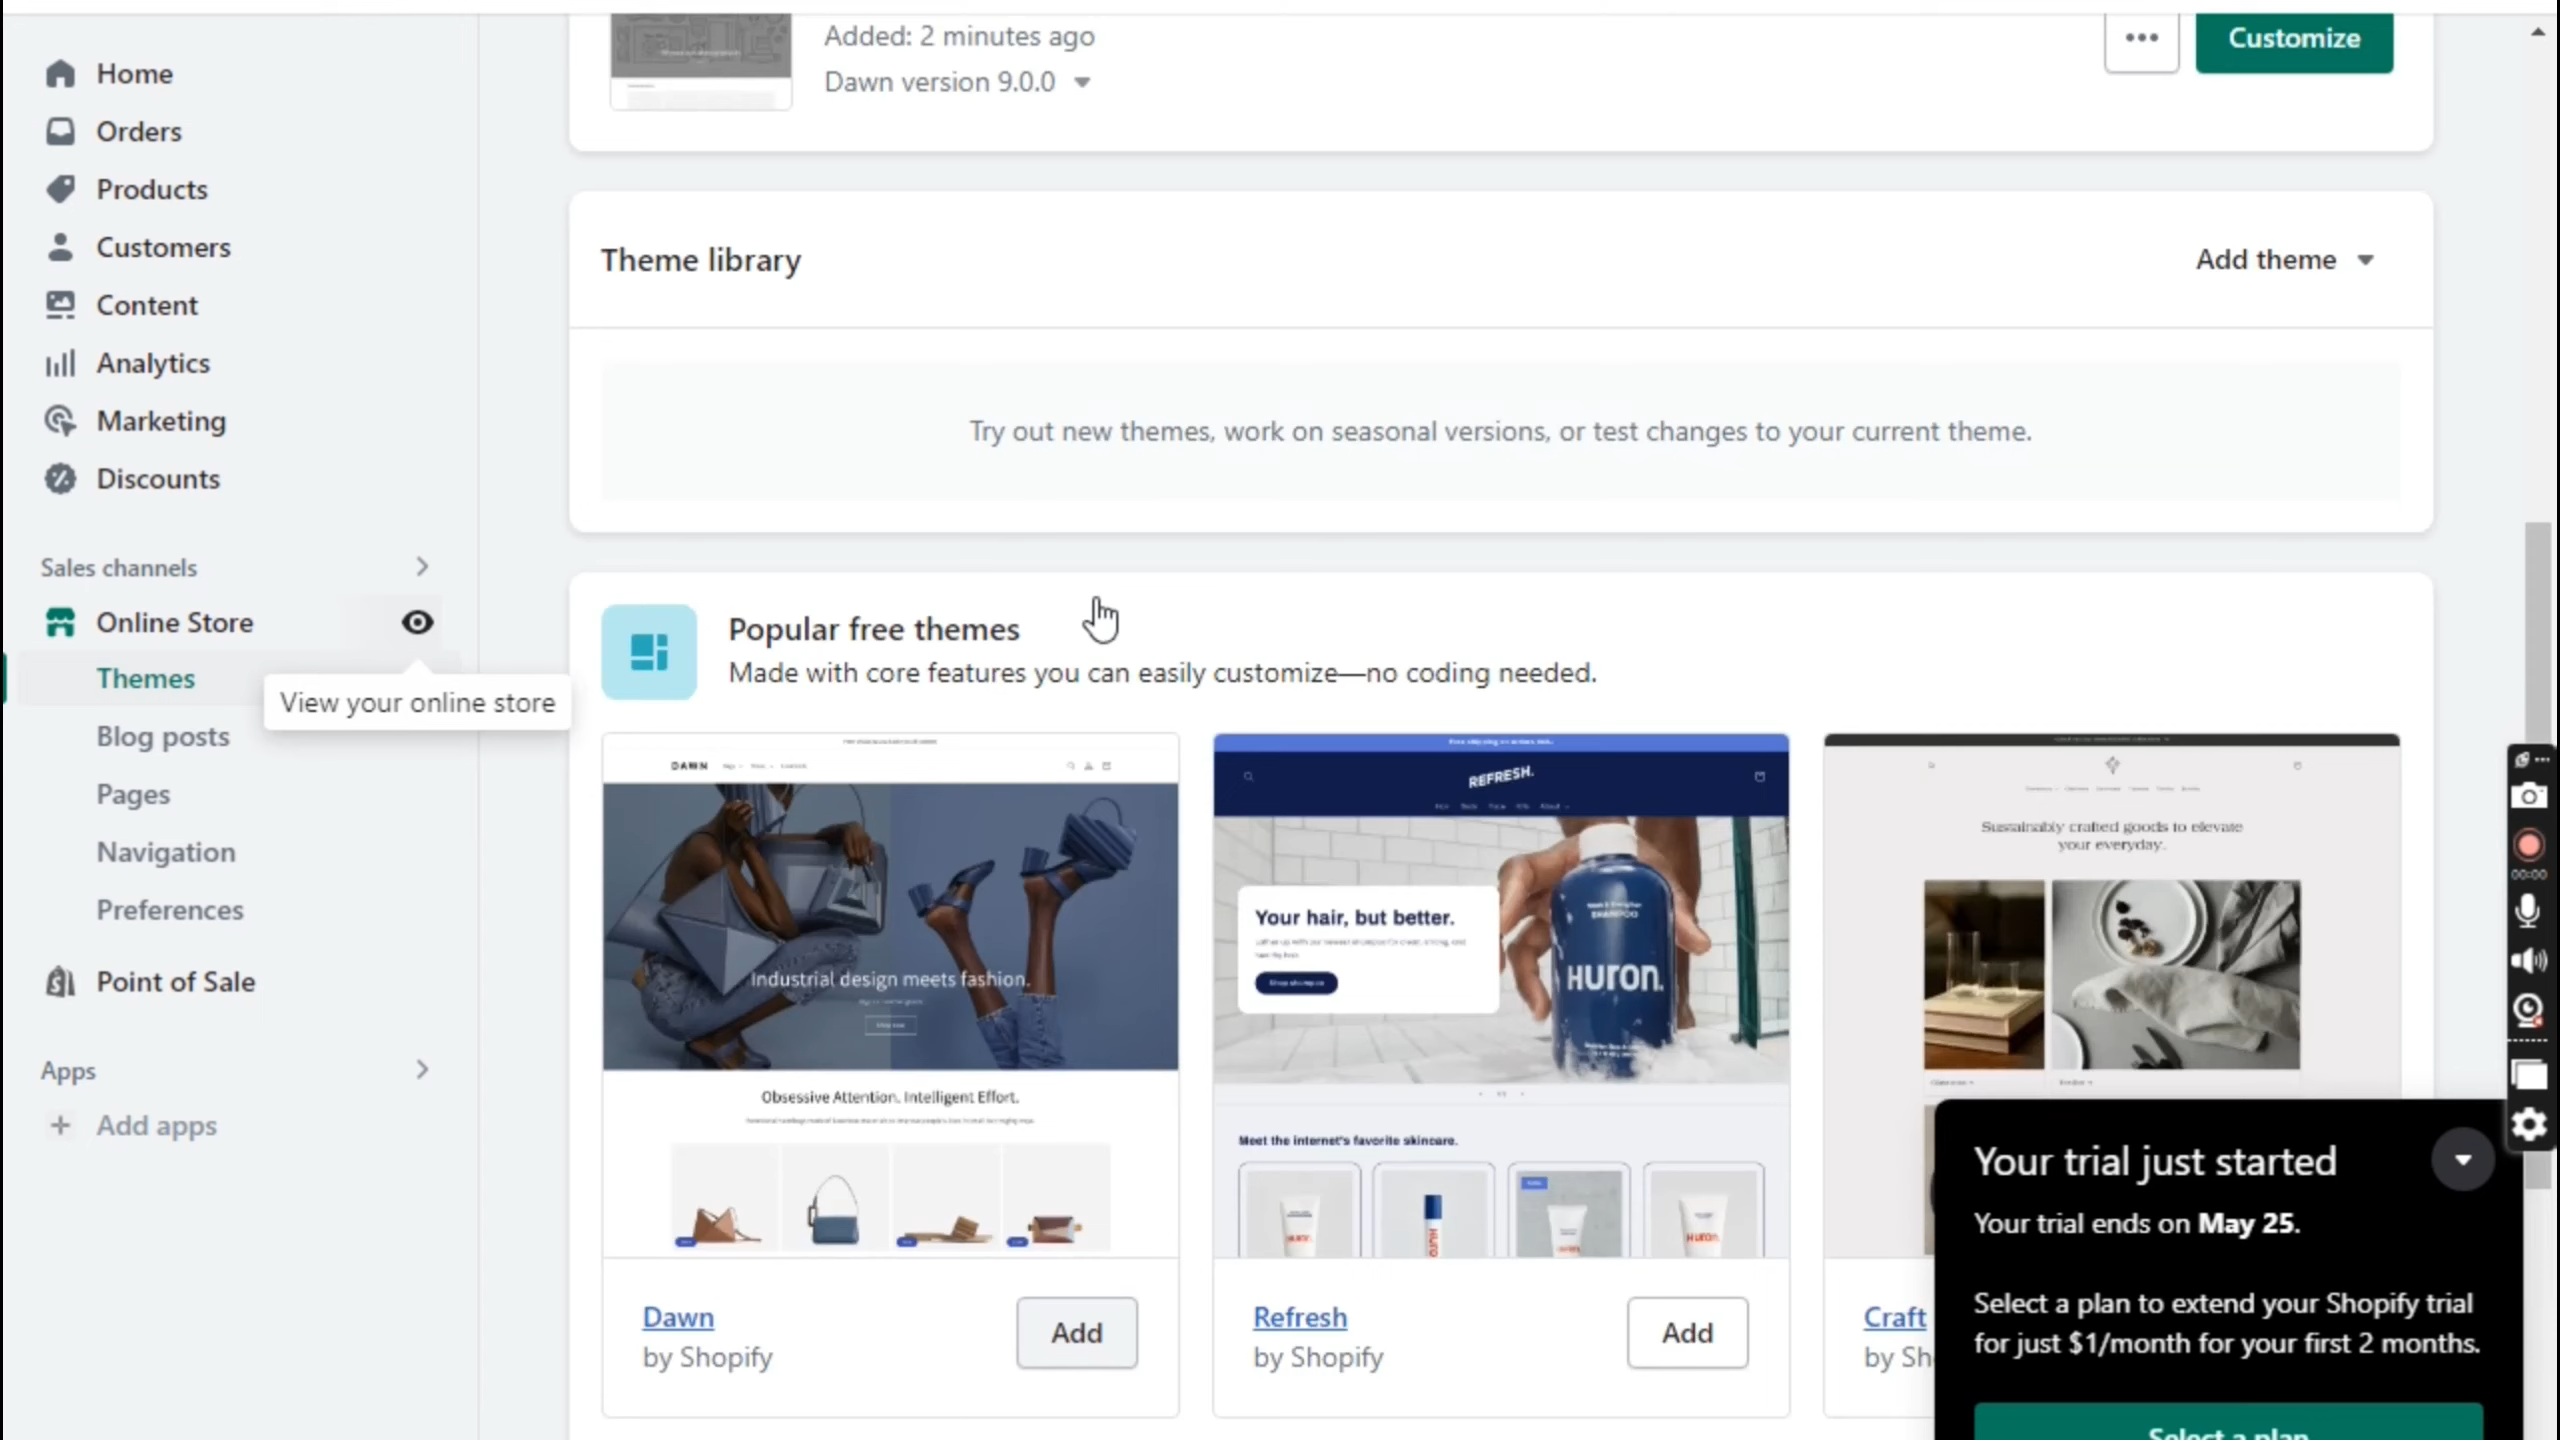 Home
Orders
Products
Customers
Content
Analytics
Marketing
Discounts
Sales channels
Online Store
Themes
View your online store
Blog posts
Pages
Navigation
Preferences
Point of Sale
Apps
Add apps
Added: 2 minutes ago
Dawn version 9.0.0
Customize
Theme library
Add theme
Try out new themes, work on seasonal versions, or test changes to your current theme.
Popular free themes
Made with core features you can easily customize—no coding needed.
DAWN
Industrial design meets fashion.
Obsessive Attention. Intelligent Effort.
Dawn
by Shopify
Add
REFRESH.
Your hair, but better.
SHAMPOO
HURON.
Meet the internet's favorite skincare.
Refresh
by Shopify
Add
Sustainably crafted goods to elevate
your everyday.
Craft
by Sh
Your trial just started
Your trial ends on May 25.
Select a plan to extend your Shopify trial
for just $1/month for your first 2 months.
Select a plan
00:00